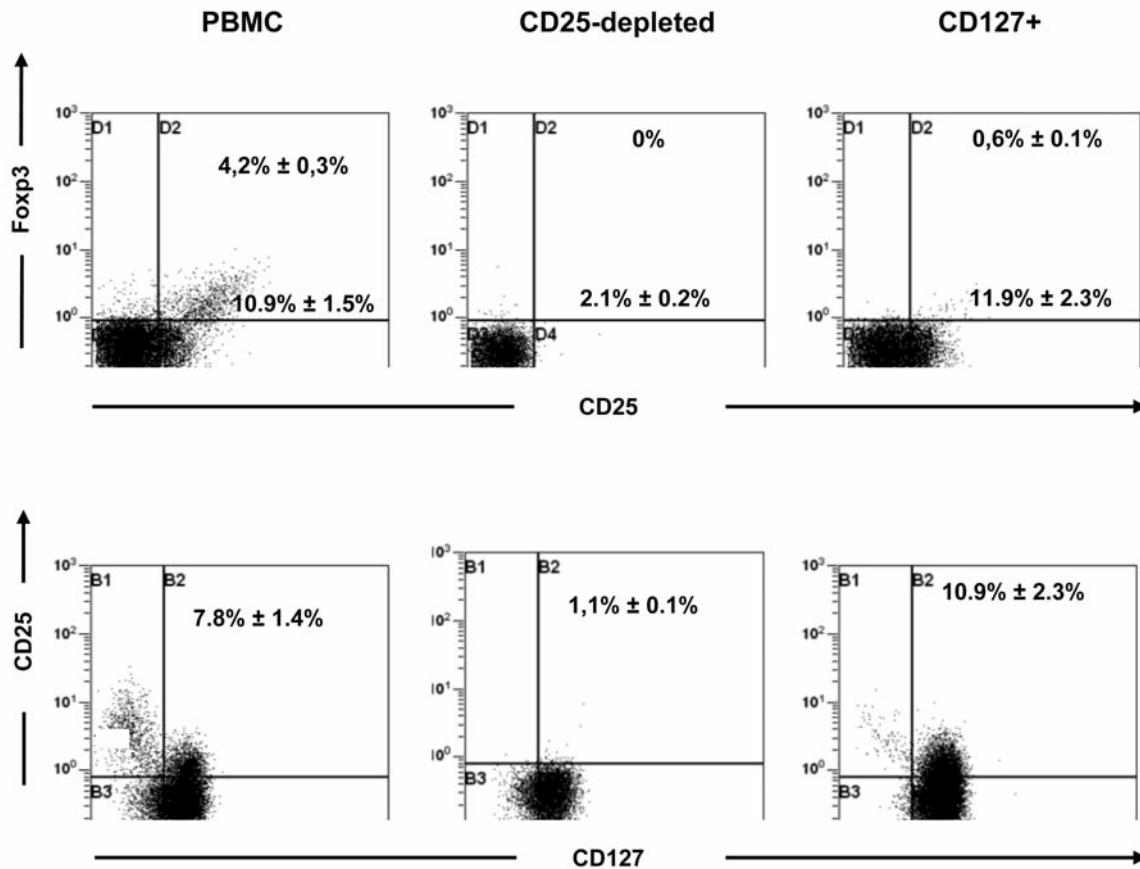 PBMC CD25-depleted CD127+
Foxp3
10³ D1 D2 4,2% ± 0,3%
10²
10¹
10⁰ 10.9% ± 1.5%
D1 D2 0%
2.1% ± 0.2%
D3 D4
10³ D1 D2 0,6% ± 0.1%
10²
10¹
10⁰ 11.9% ± 2.3%
CD25
CD25
10³ B1 B2
10² 7.8% ± 1.4%
10¹
10⁰
B3
10³ B1 B2
10² 1,1% ± 0.1%
10¹
10⁰
B3
10³ B1 B2 10.9% ± 2.3%
10²
10¹
10⁰
B3
CD127